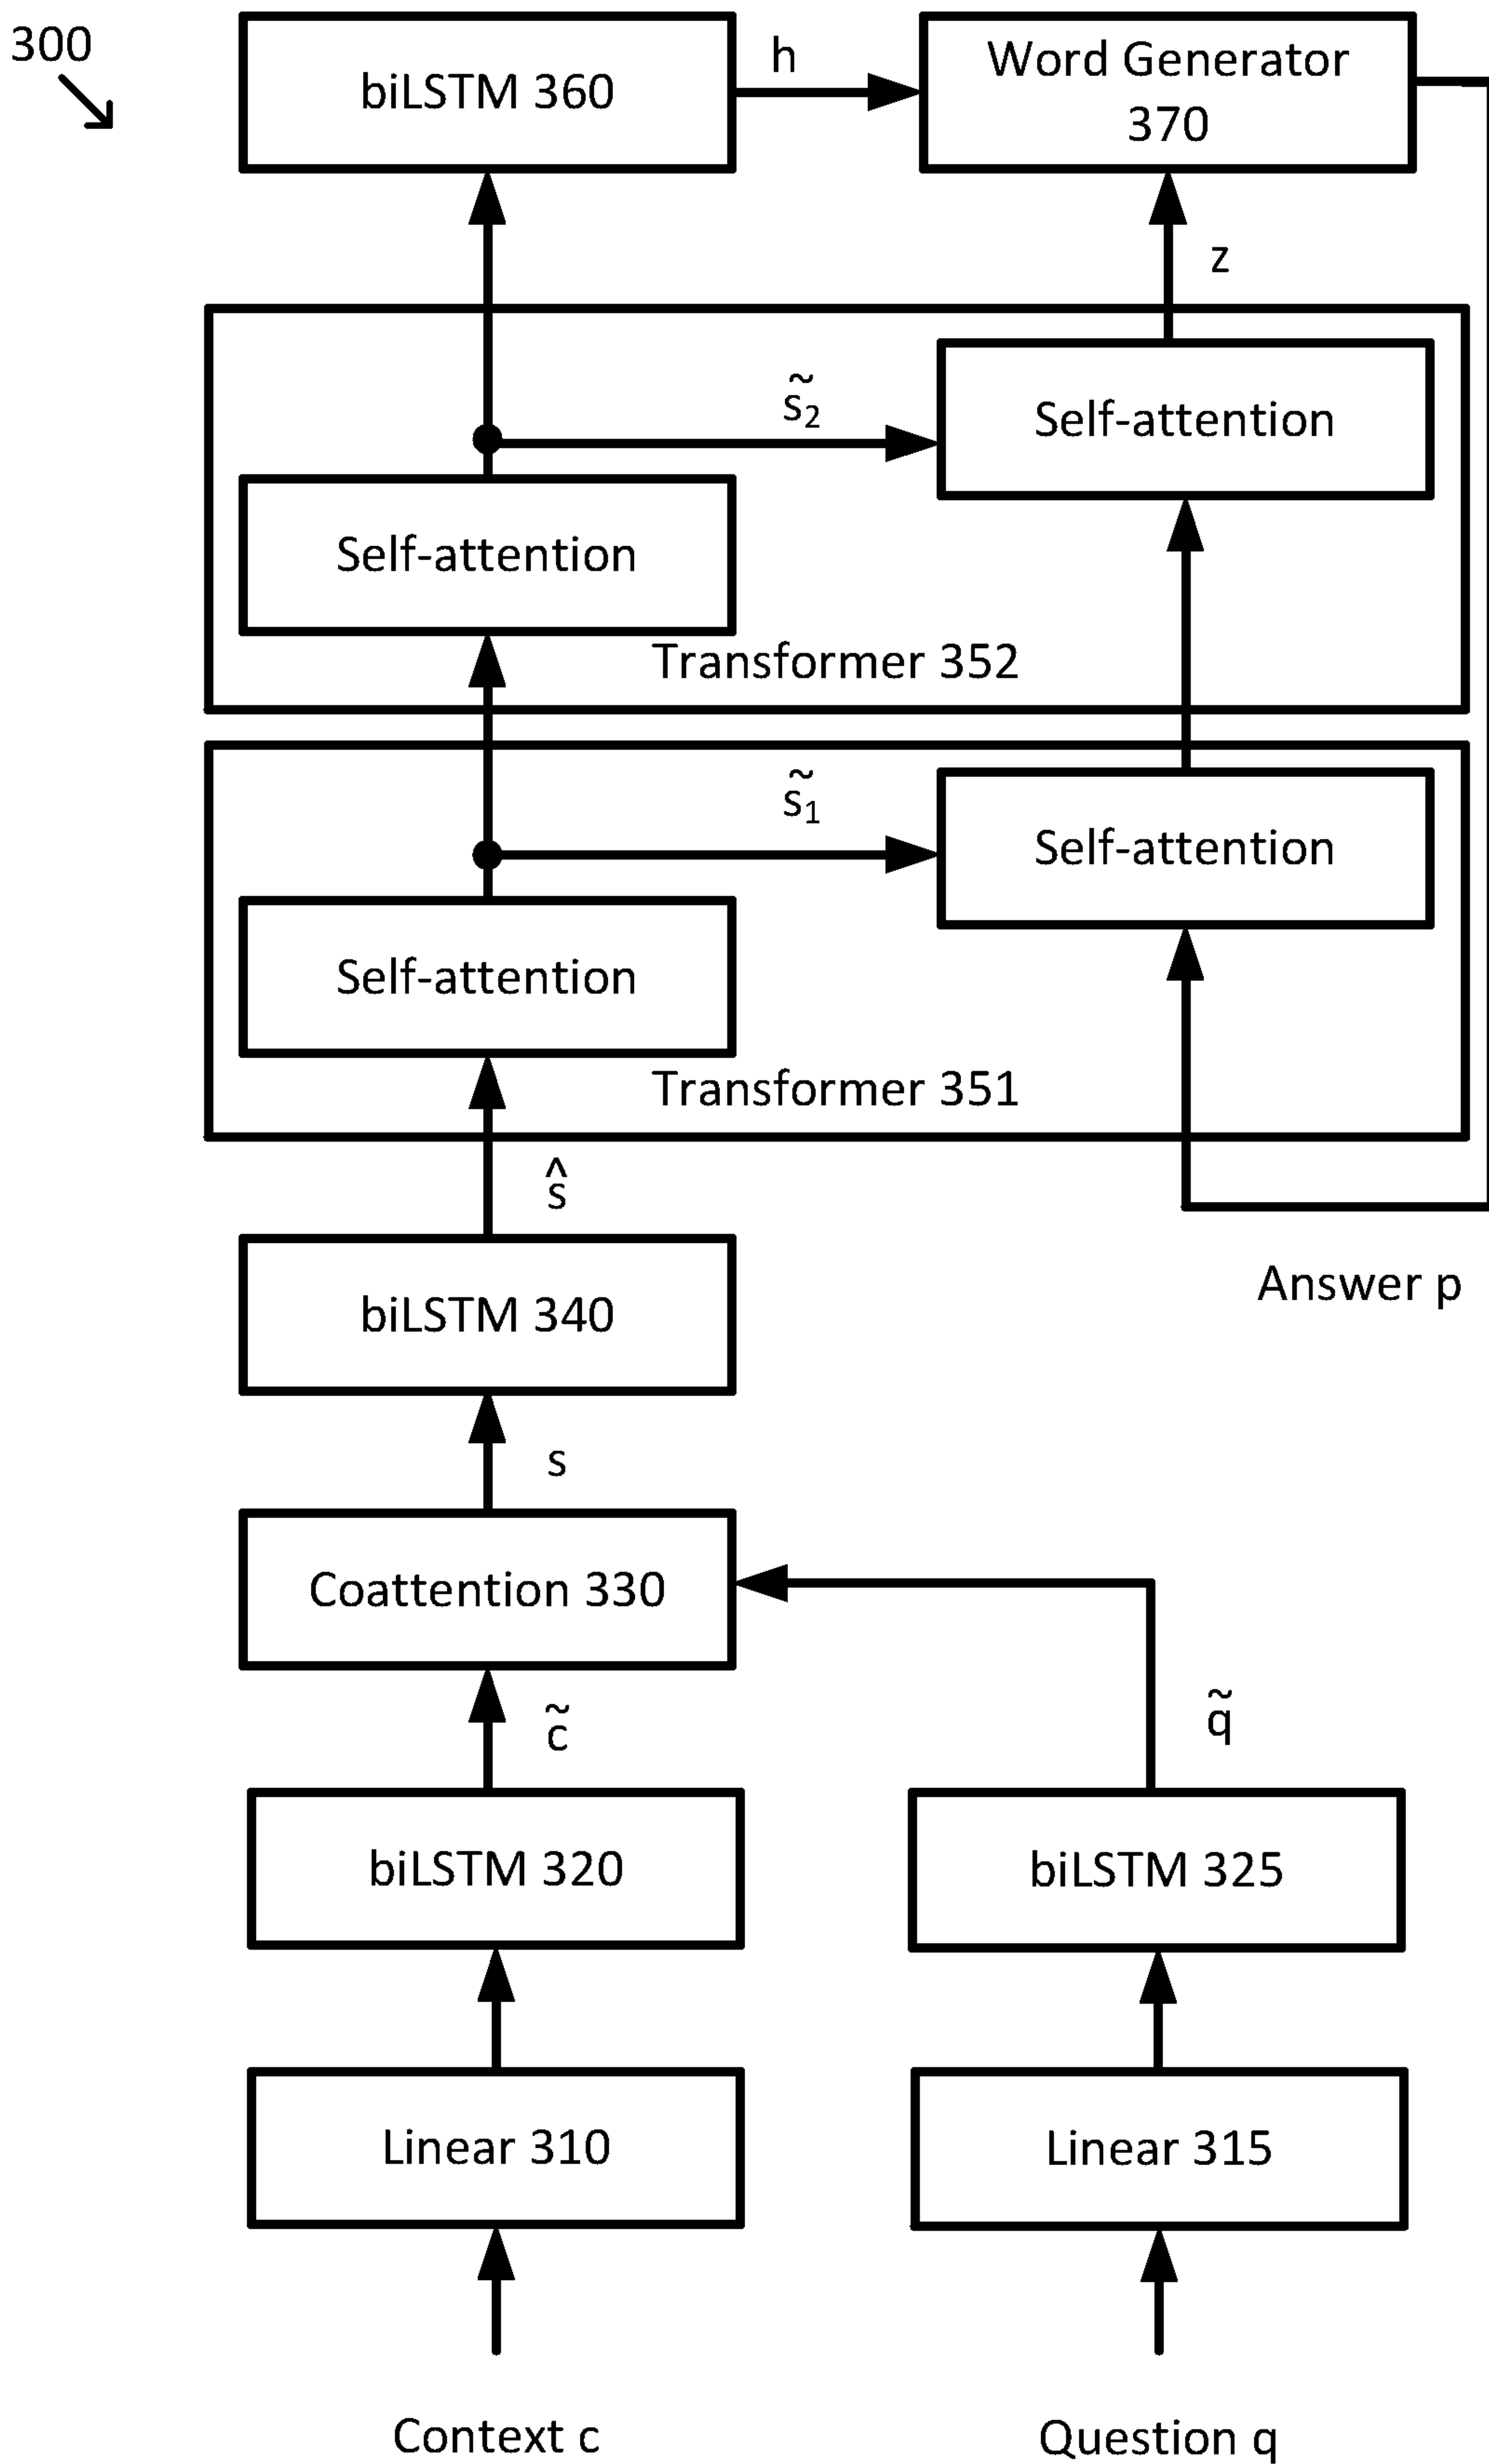 300
biLSTM 360
h
Word Generator
370
z
s̃₂
Self-attention
Self-attention
Transformer 352
s̃₁
Self-attention
Self-attention
Transformer 351
ŝ
biLSTM 340
Answer p
s
Coattention 330
c̃
q̃
biLSTM 320
biLSTM 325
Linear 310
Linear 315
Context c
Question q